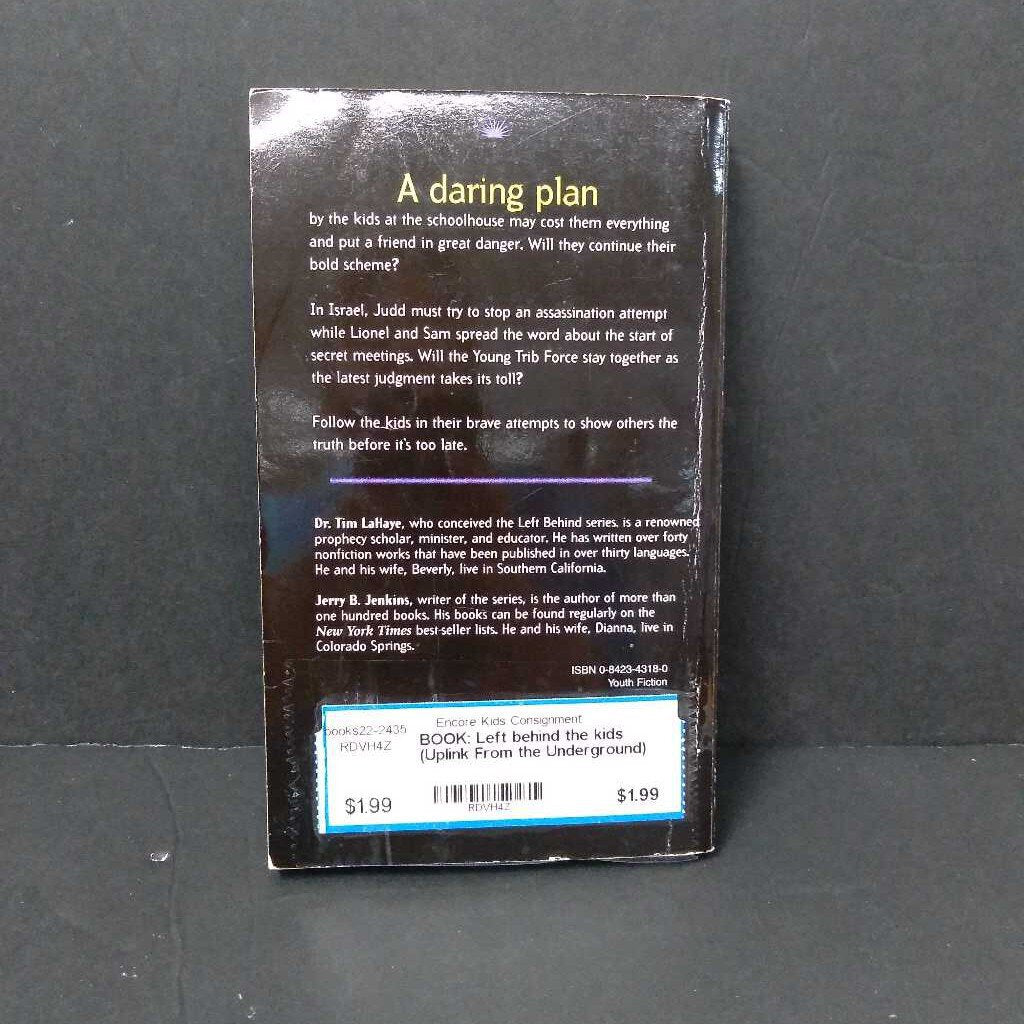 A daring plan
by the kids at the schoolhouse may cost them everything
and put a friend in great danger. Will they continue their
bold scheme?
In Israel, Judd must try to stop an assassination attempt
while Lionel and Sam spread the word about the start of
secret meetings. Will the Young Trib Force stay together as
the latest judgment takes its toll?
Follow the kids in their brave attempts to show others the
truth before it's too late.
Dr. Tim LaHaye, who conceived the Left Behind series, is a renowned
prophecy scholar, minister, and educator. He has written over forty
nonfiction works that have been published in over thirty languages.
He and his wife, Beverly, live in Southern California.
Jerry B. Jenkins, writer of the series, is the author of more than
one hundred books. His books can be found regularly on the
New York Times best-seller lists. He and his wife, Dianna, live in
Colorado Springs.
ISBN 0-8423-4318-0
Youth Fiction
Encore Kids Consignment
books22-2435
RDVH4Z
BOOK: Left behind the kids
(Uplink From the Underground)
$1.99
RDVH4Z
$1.99